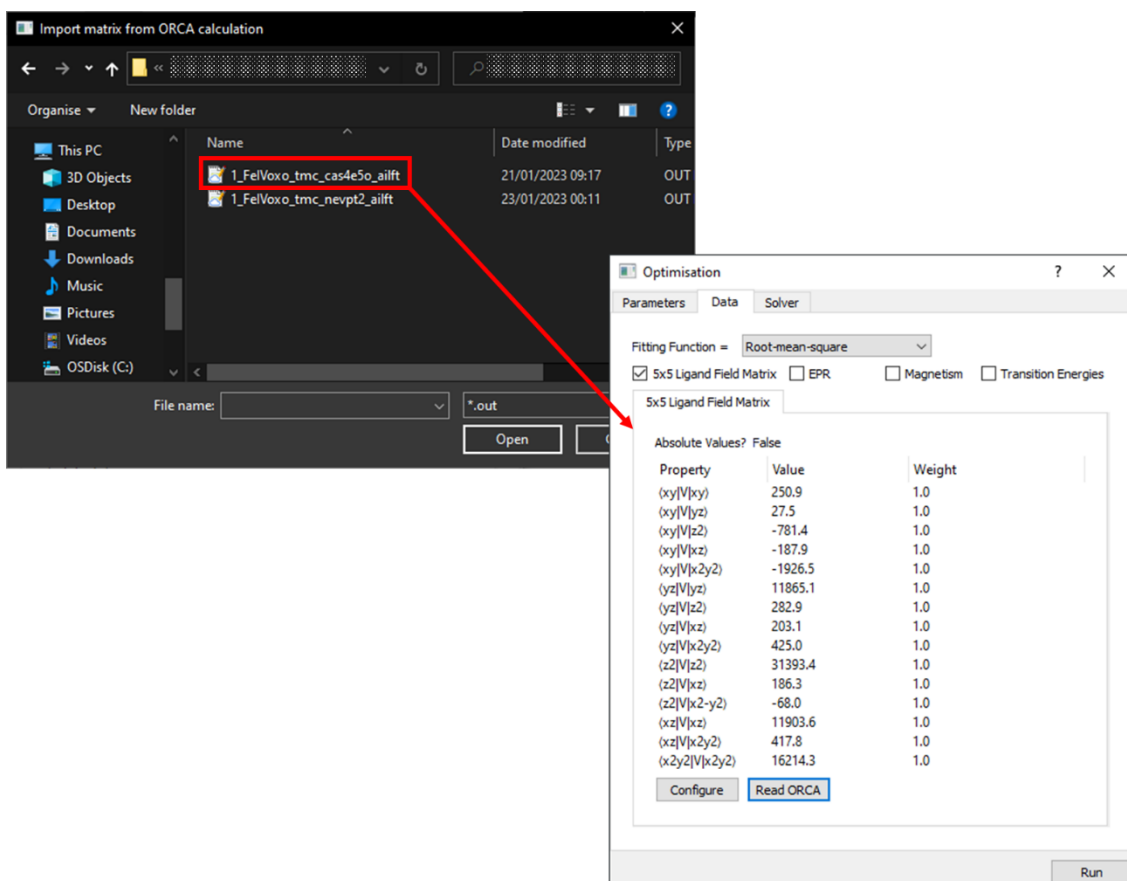 Import matrix from ORCA calculation
Organise New folder
Name Date modified Type
This PC
3D Objects
Desktop
Documents
Downloads
Music
Pictures
Videos
OSDisk (C:)
1_FeIVoxo_tmc_cas4e5o_ailft 21/01/2023 09:17 OUT
1_FeIVoxo_tmc_nevpt2_ailft 23/01/2023 00:11 OUT
File name: *.out
Open
Optimisation ?
Parameters Data Solver
Fitting Function = Root-mean-square
5x5 Ligand Field Matrix EPR Magnetism Transition Energies
5x5 Ligand Field Matrix
Absolute Values? False
Property Value Weight
⟨xy|V|xy⟩ 250.9 1.0
⟨xy|V|yz⟩ 27.5 1.0
⟨xy|V|z2⟩ -781.4 1.0
⟨xy|V|xz⟩ -187.9 1.0
⟨xy|V|x2y2⟩ -1926.5 1.0
⟨yz|V|yz⟩ 11865.1 1.0
⟨yz|V|z2⟩ 282.9 1.0
⟨yz|V|xz⟩ 203.1 1.0
⟨yz|V|x2y2⟩ 425.0 1.0
⟨z2|V|z2⟩ 31393.4 1.0
⟨z2|V|xz⟩ 186.3 1.0
⟨z2|V|x2-y2⟩ -68.0 1.0
⟨xz|V|xz⟩ 11903.6 1.0
⟨xz|V|x2y2⟩ 417.8 1.0
⟨x2y2|V|x2y2⟩ 16214.3 1.0
Configure Read ORCA
Run